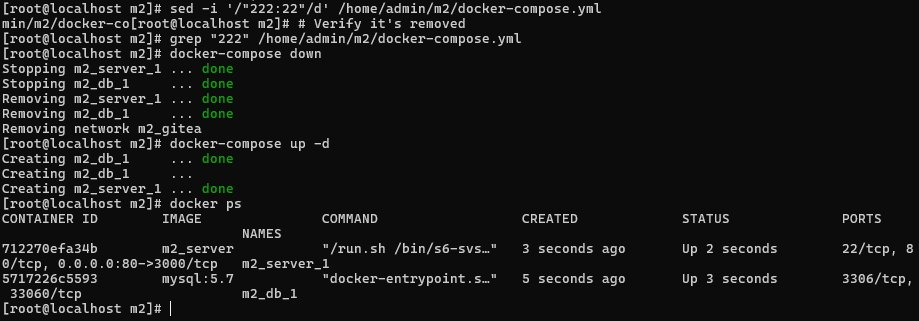 [root@localhost m2]# sed -i '/"222:22"/d' /home/admin/m2/docker-compose.yml
min/m2/docker-co[root@localhost m2]# # Verify it's removed
[root@localhost m2]# grep "222" /home/admin/m2/docker-compose.yml
[root@localhost m2]# docker-compose down
Stopping m2_server_1 ... done
Stopping m2_db_1     ... done
Removing m2_server_1 ... done
Removing m2_db_1     ... done
Removing network m2_gitea
[root@localhost m2]# docker-compose up -d
Creating m2_db_1     ... done
Creating m2_db_1     ...
Creating m2_server_1 ... done
[root@localhost m2]# docker ps
CONTAINER ID        IMAGE               COMMAND                  CREATED             STATUS              PORTS
                              NAMES
712270efa34b        m2_server           "/run.sh /bin/s6-svs…"   3 seconds ago       Up 2 seconds        22/tcp, 8
0/tcp, 0.0.0.0:80->3000/tcp   m2_server_1
5717226c5593        mysql:5.7           "docker-entrypoint.s…"   5 seconds ago       Up 3 seconds        3306/tcp,
 33060/tcp                    m2_db_1
[root@localhost m2]#